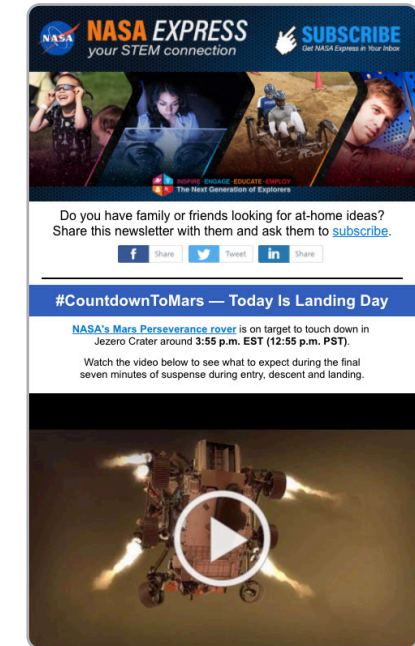 NASA
NASA EXPRESS
your STEM connection
SUBSCRIBE
Get NASA Express in Your Inbox
INSPIRE · ENGAGE · EDUCATE · EMPLOY
The Next Generation of Explorers
Do you have family or friends looking for at-home ideas?
Share this newsletter with them and ask them to subscribe.
f Share
Tweet
in Share
#CountdownToMars — Today Is Landing Day
NASA's Mars Perseverance rover is on target to touch down in
Jezero Crater around 3:55 p.m. EST (12:55 p.m. PST).
Watch the video below to see what to expect during the final
seven minutes of suspense during entry, descent and landing.